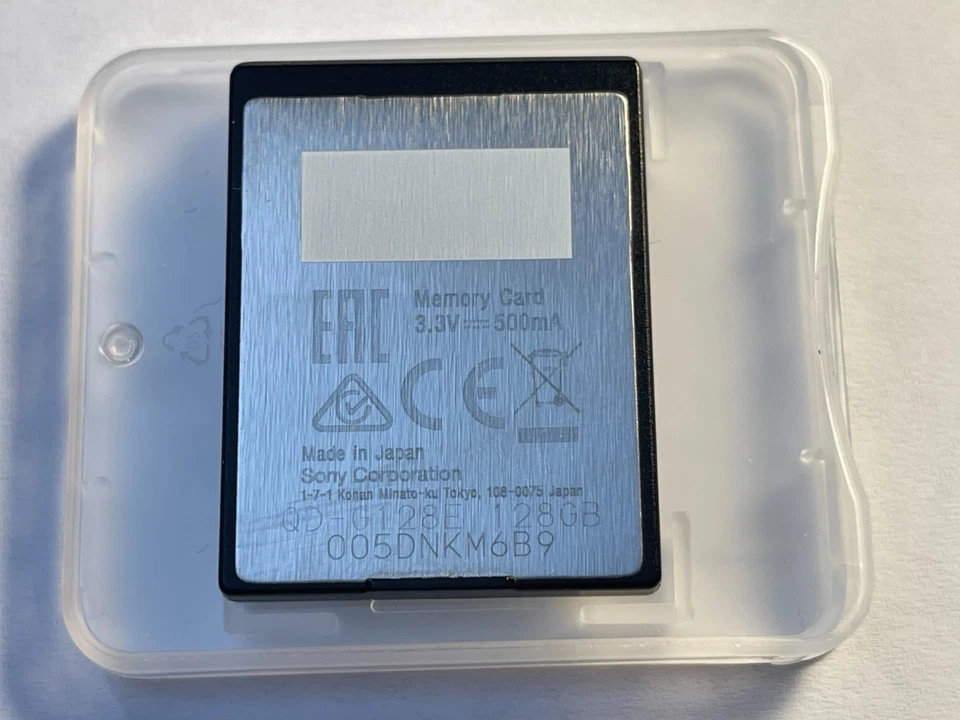 EAC
Memory Card
3.3V⎓500mA
CE
Made in Japan
Sony Corporation
1-7-1 Konan Minato-ku Tokyo, 108-0075 Japan
QD-G128E 128GB
005DNKM6B9